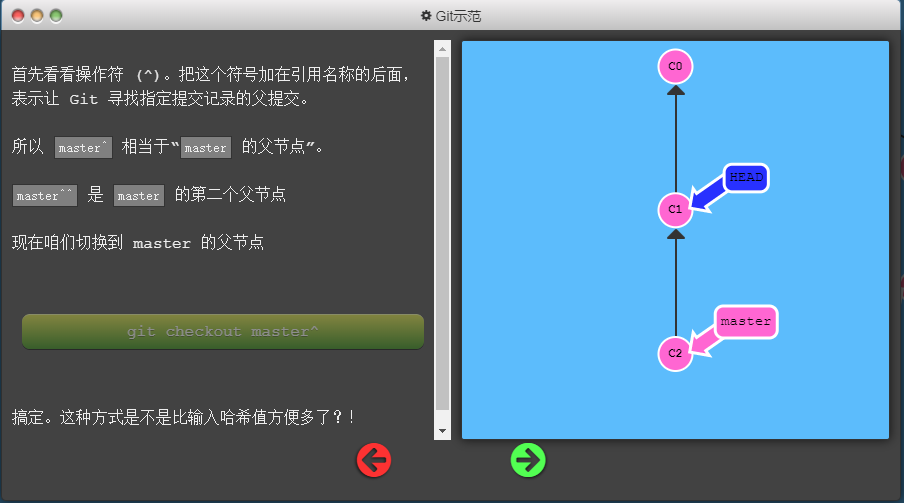 Git示范
首先看看操作符 (^)。把这个符号加在引用名称的后面，
表示让 Git 寻找指定提交记录的父提交。
所以 master^ 相当于“master 的父节点”。
master^^ 是 master 的第二个父节点
现在咱们切换到 master 的父节点
git checkout master^
搞定。这种方式是不是比输入哈希值方便多了？！
C0
HEAD
C1
master
C2